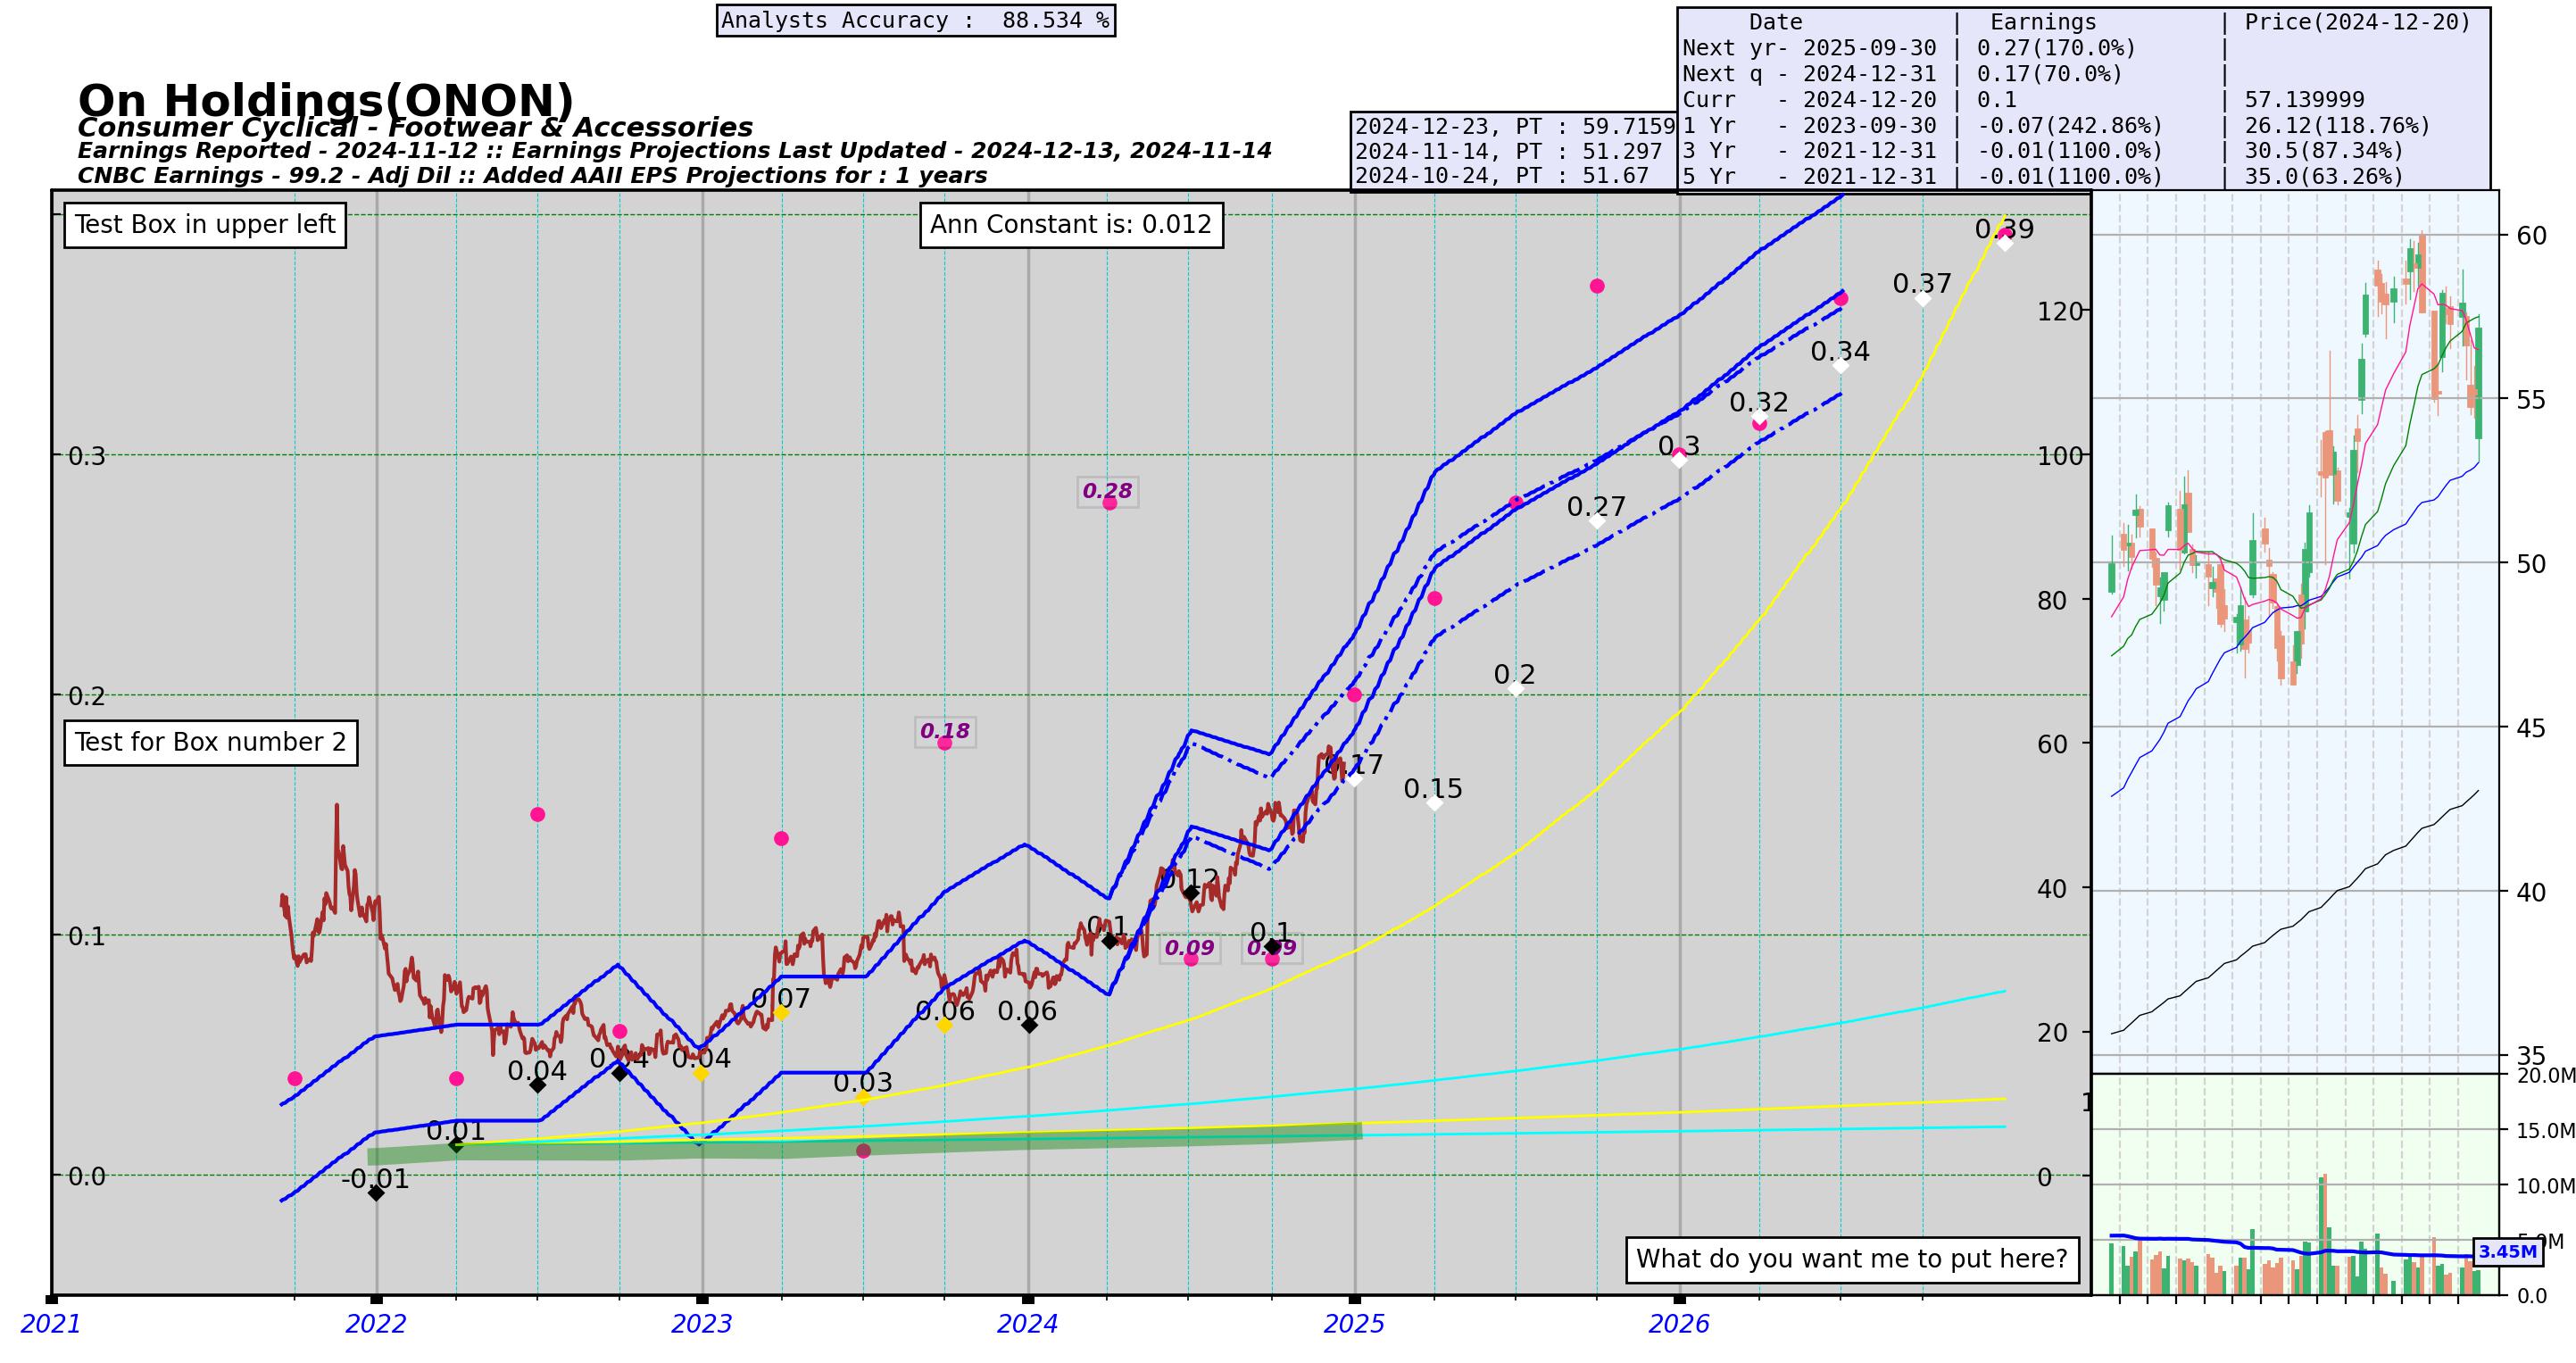 Analysts Accuracy :  88.534 %
Date | Earnings | Price(2024-12-20)
Next yr- 2025-09-30 | 0.27(170.0%) |
Next q - 2024-12-31 | 0.17(70.0%) |
Curr   - 2024-12-20 | 0.1 | 57.139999
1 Yr   - 2023-09-30 | -0.07(242.86%) | 26.12(118.76%)
3 Yr   - 2021-12-31 | -0.01(1100.0%) | 30.5(87.34%)
5 Yr   - 2021-12-31 | -0.01(1100.0%) | 35.0(63.26%)
On Holdings(ONON)
Consumer Cyclical - Footwear & Accessories
Earnings Reported - 2024-11-12 :: Earnings Projections Last Updated - 2024-12-13, 2024-11-14
CNBC Earnings - 99.2 - Adj Dil :: Added AAII EPS Projections for : 1 years
2024-12-23, PT : 59.7159
2024-11-14, PT : 51.297
2024-10-24, PT : 51.67
Test Box in upper left
Ann Constant is: 0.012
Test for Box number 2
What do you want me to put here?
0.3
0.2
0.1
0.0
-0.01
0.01
0.04
0.04
0.04
0.07
0.03
0.06
0.06
0.1
0.12
0.1
0.17
0.15
0.2
0.27
0.3
0.32
0.34
0.37
0.39
0.18
0.28
0.09
0.09
120
100
80
60
40
20
0
60
55
50
45
40
35
20.0M
15.0M
10.0M
5.0M
0.0
3.45M
2021
2022
2023
2024
2025
2026